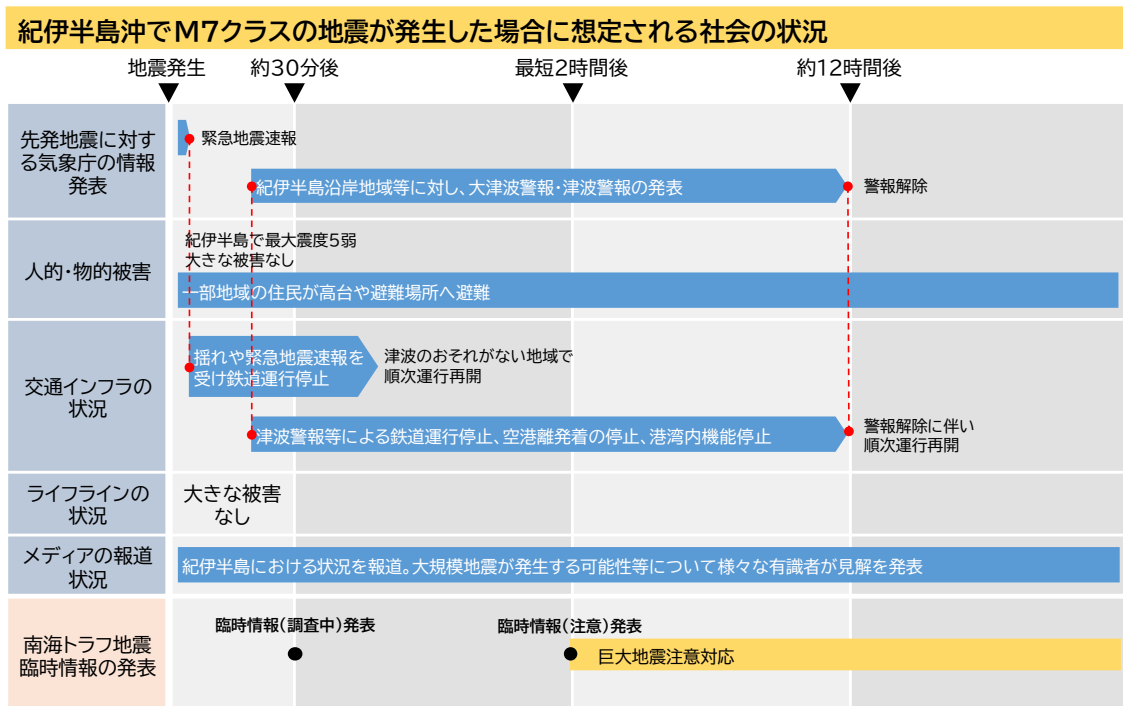 紀伊半島沖でM7クラスの地震が発生した場合に想定される社会の状況
地震発生
約30分後
最短2時間後
約12時間後
先発地震に対す
る気象庁の情報
発表
緊急地震速報
紀伊半島沿岸地域等に対し、大津波警報・津波警報の発表
警報解除
人的・物的被害
紀伊半島で最大震度5弱
大きな被害なし
一部地域の住民が高台や避難場所へ避難
交通インフラの
状況
揺れや緊急地震速報を
受け鉄道運行停止
津波のおそれがない地域で
順次運行再開
津波警報等による鉄道運行停止、空港離発着の停止、港湾内機能停止
警報解除に伴い
順次運行再開
ライフラインの
状況
大きな被害
なし
メディアの報道
状況
紀伊半島における状況を報道。大規模地震が発生する可能性等について様々な有識者が見解を発表
南海トラフ地震
臨時情報の発表
臨時情報(調査中)発表
臨時情報(注意)発表
巨大地震注意対応